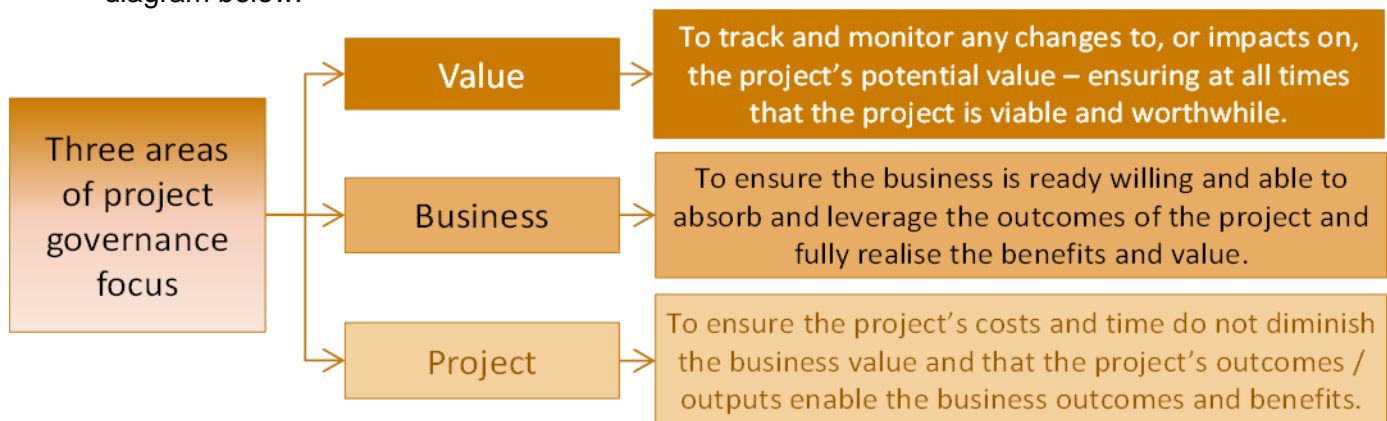 diagram below.
Three areas
of project
governance
focus
Value
To track and monitor any changes to, or impacts on,
the project's potential value – ensuring at all times
that the project is viable and worthwhile.
Business
To ensure the business is ready willing and able to
absorb and leverage the outcomes of the project and
fully realise the benefits and value.
Project
To ensure the project's costs and time do not diminish
the business value and that the project's outcomes /
outputs enable the business outcomes and benefits.